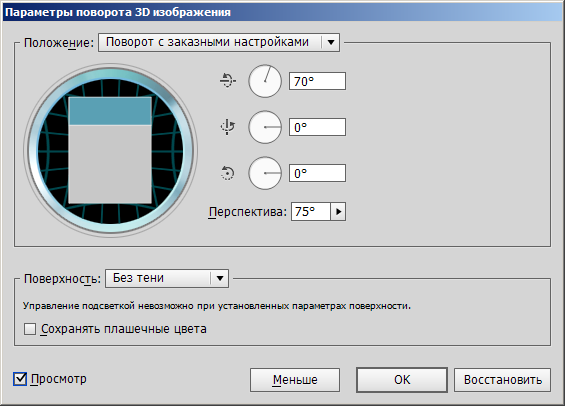 Параметры поворота 3D изображения
Положение: Поворот с заказными настройками
70°
0°
0°
Перспектива: 75°
Поверхность: Без тени
Управление подсветкой невозможно при установленных параметрах поверхности.
Сохранять плашечные цвета
Просмотр Меньше OK Восстановить